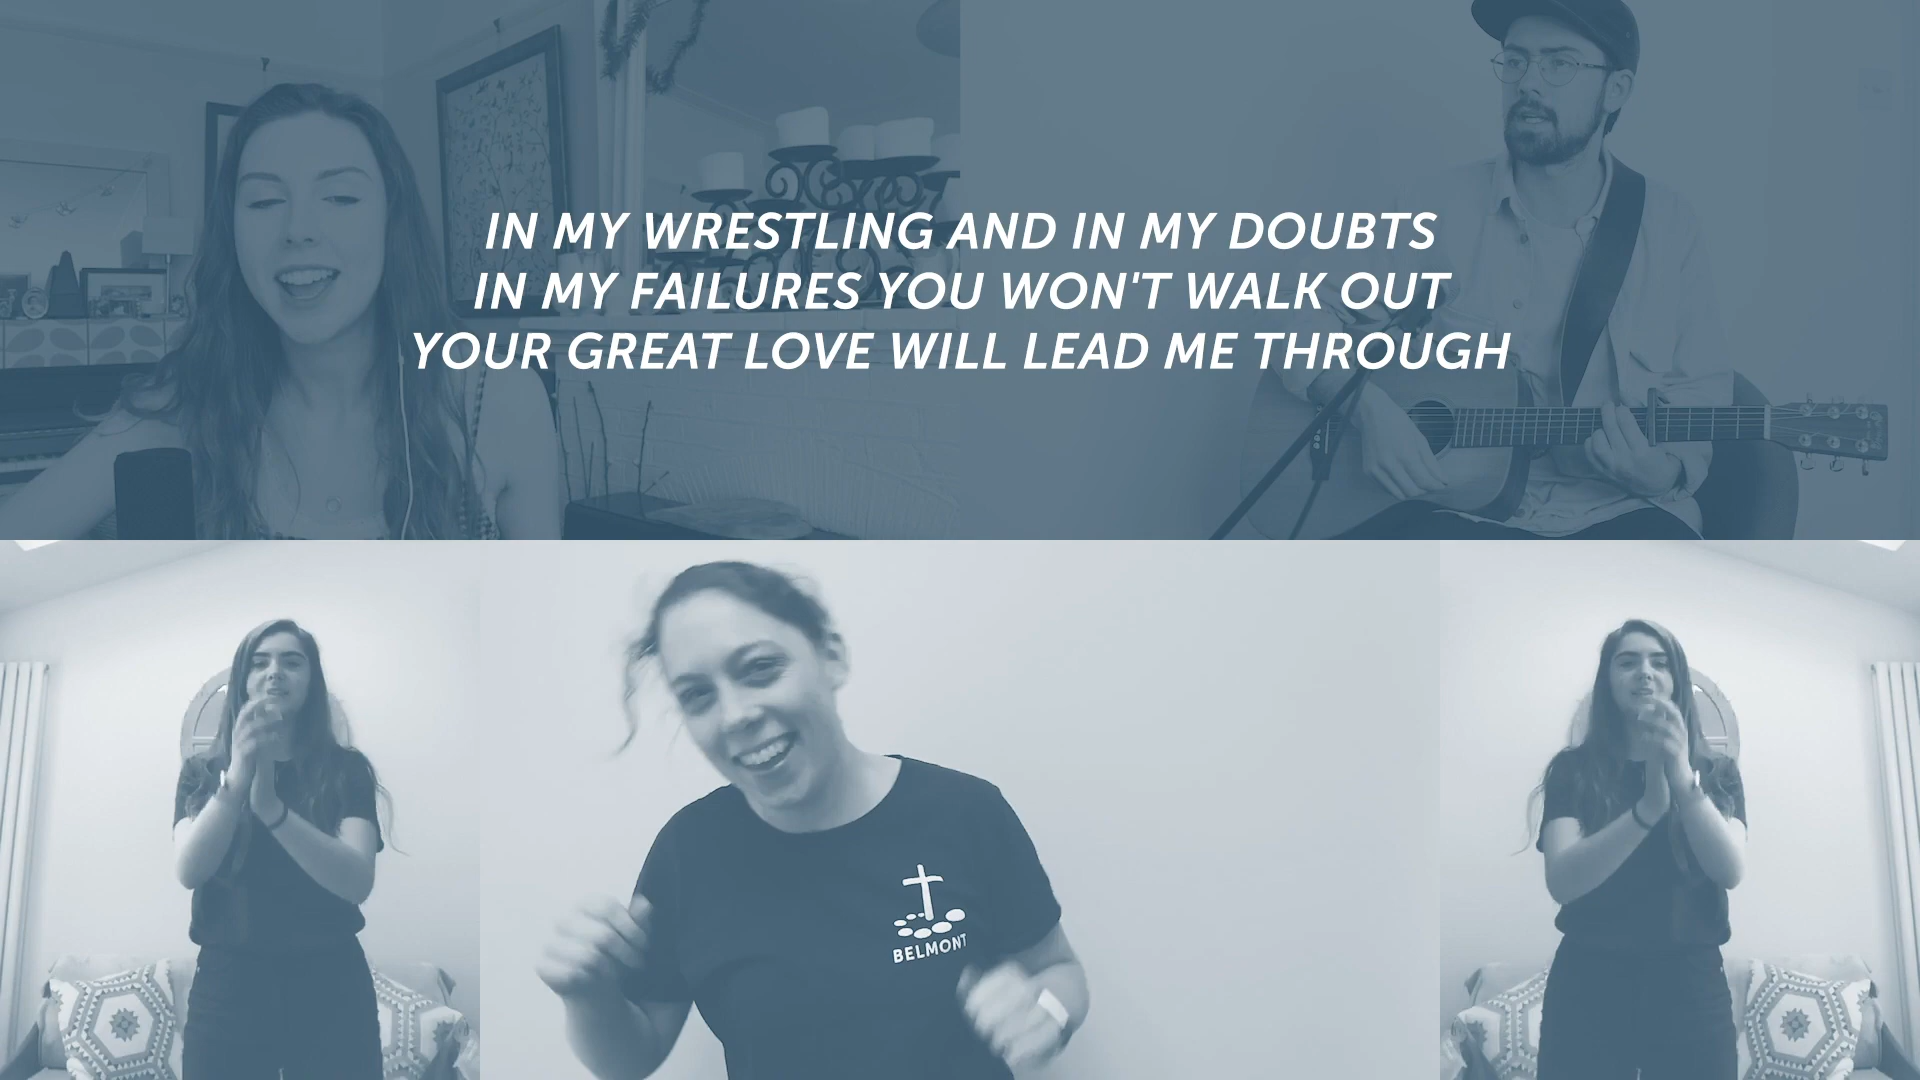 IN MY WRESTLING AND IN MY DOUBTS
IN MY FAILURES YOU WON'T WALK OUT
YOUR GREAT LOVE WILL LEAD ME THROUGH
BELMONT